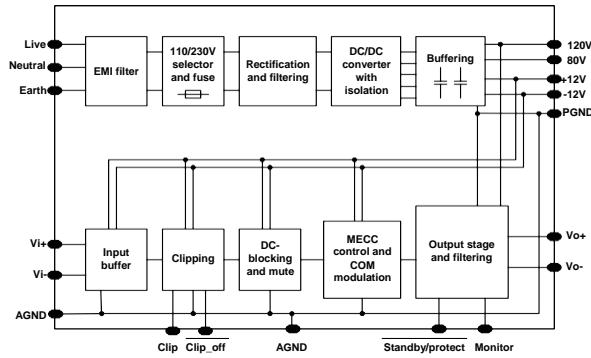 Live
Neutral
Earth
EMI filter
110/230V
selector
and fuse
Rectification
and filtering
DC/DC
converter
with
isolation
Buffering
120V
80V
+12V
-12V
PGND
Vi+
Vi-
AGND
Input
buffer
Clipping
DC-
blocking
and mute
MECC
control and
COM
modulation
Output stage
and filtering
Vo+
Vo-
Clip
Clip_off
AGND
Standby/protect
Monitor